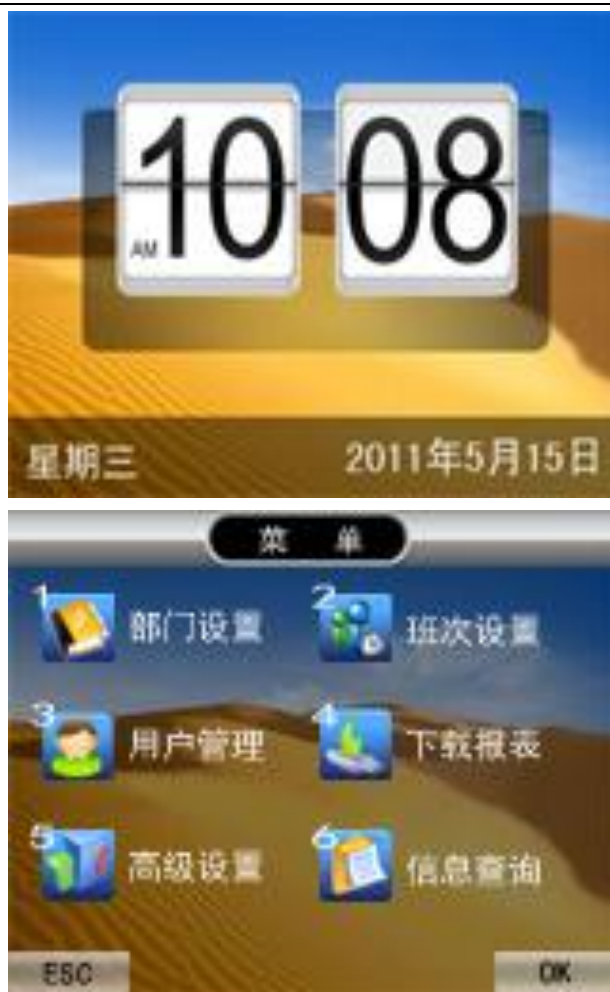 10 08
AM
星期三 2011年5月15日
菜 单
1 部门设置 2 班次设置
3 用户管理 4 下载报表
5 高级设置 6 信息查询
ESC OK